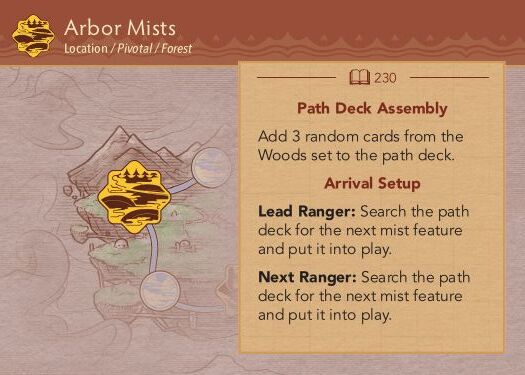 Arbor Mists
Location / Pivotal / Forest
230
Path Deck Assembly
Add 3 random cards from the
Woods set to the path deck.
Arrival Setup
Lead Ranger: Search the path
deck for the next mist feature
and put it into play.
Next Ranger: Search the path
deck for the next mist feature
and put it into play.